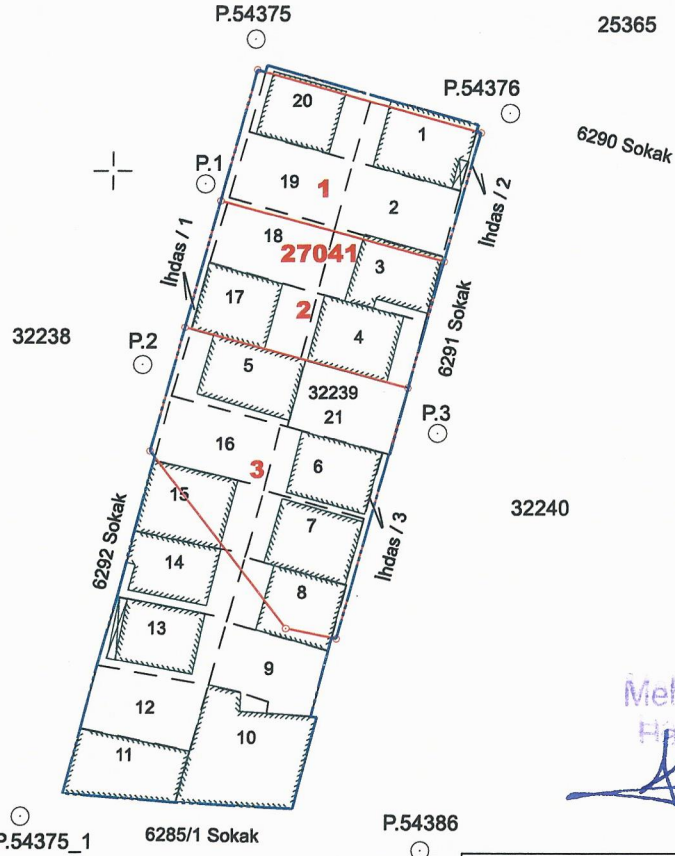 P.54375
25365
P.54376
6290 Sokak
20
1
P.1
19
1
2
İhdas / 2
18
27041
3
İhdas / 1
17
2
4
6291 Sokak
32238
P.2
5
32239
21
P.3
16
3
6
15
32240
7
İhdas / 3
6292 Sokak
14
8
13
9
12
10
11
P.54375_1
6285/1 Sokak
P.54386